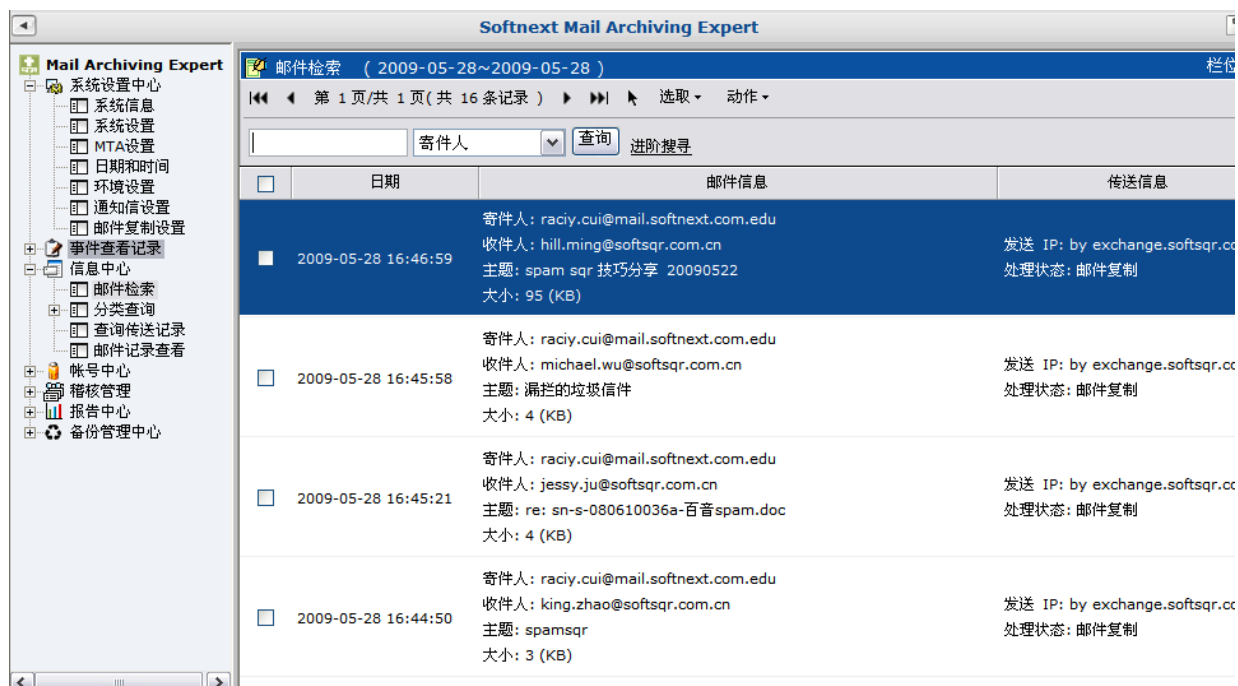 Softnext Mail Archiving Expert
Mail Archiving Expert
系统设置中心
系统信息
系统设置
MTA设置
日期和时间
环境设置
通知信设置
邮件复制设置
事件查看记录
信息中心
邮件检索
分类查询
查询传送记录
邮件记录查看
帐号中心
稽核管理
报告中心
备份管理中心
邮件检索 ( 2009-05-28~2009-05-28 ) 栏位
第 1 页/共 1 页( 共 16 条记录 ) 选取 动作
寄件人 查询 进阶搜寻
日期 邮件信息 传送信息
寄件人: raciy.cui@mail.softnext.com.edu
收件人: hill.ming@softsqr.com.cn
主题: spam sqr 技巧分享 20090522
大小: 95 (KB)
2009-05-28 16:46:59
发送 IP: by exchange.softsqr.co
处理状态: 邮件复制
寄件人: raciy.cui@mail.softnext.com.edu
收件人: michael.wu@softsqr.com.cn
主题: 漏拦的垃圾信件
大小: 4 (KB)
2009-05-28 16:45:58
发送 IP: by exchange.softsqr.co
处理状态: 邮件复制
寄件人: raciy.cui@mail.softnext.com.edu
收件人: jessy.ju@softsqr.com.cn
主题: re: sn-s-080610036a-百音spam.doc
大小: 4 (KB)
2009-05-28 16:45:21
发送 IP: by exchange.softsqr.co
处理状态: 邮件复制
寄件人: raciy.cui@mail.softnext.com.edu
收件人: king.zhao@softsqr.com.cn
主题: spamsqr
大小: 3 (KB)
2009-05-28 16:44:50
发送 IP: by exchange.softsqr.co
处理状态: 邮件复制